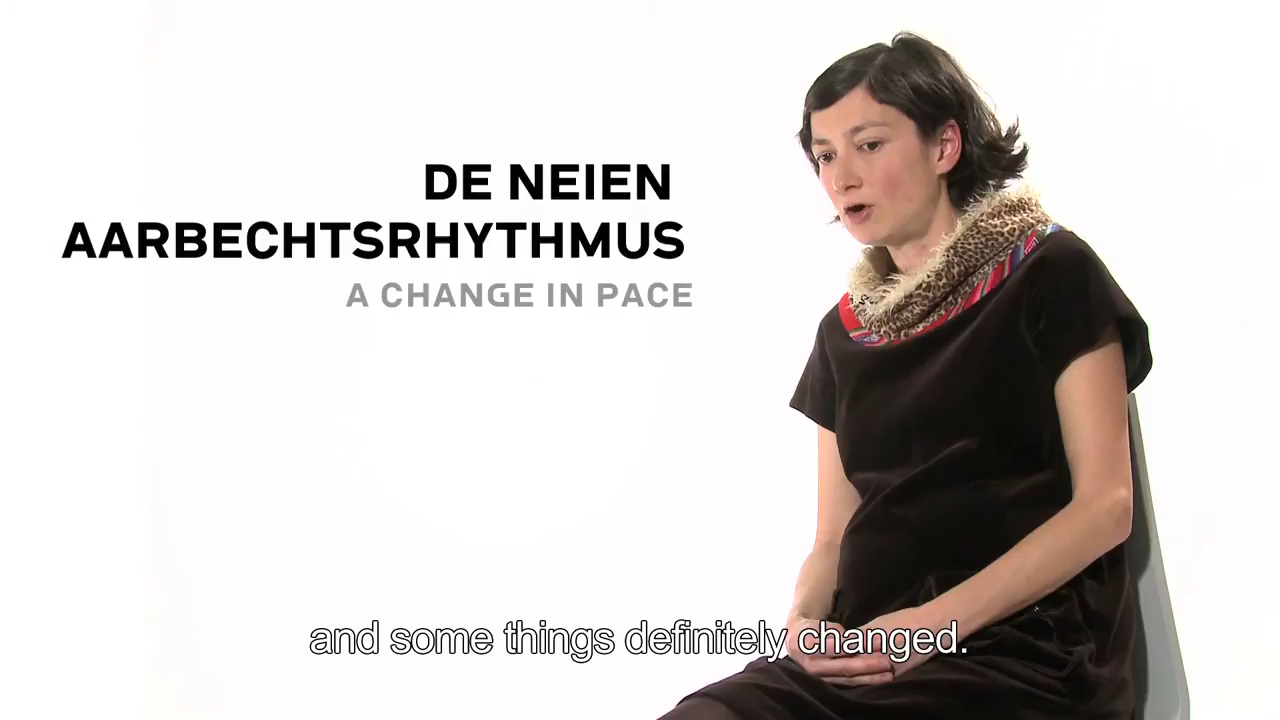 DE NEIEN
AARBECHTSRHYTHMUS
A CHANGE IN PACE
and some things definitely changed.